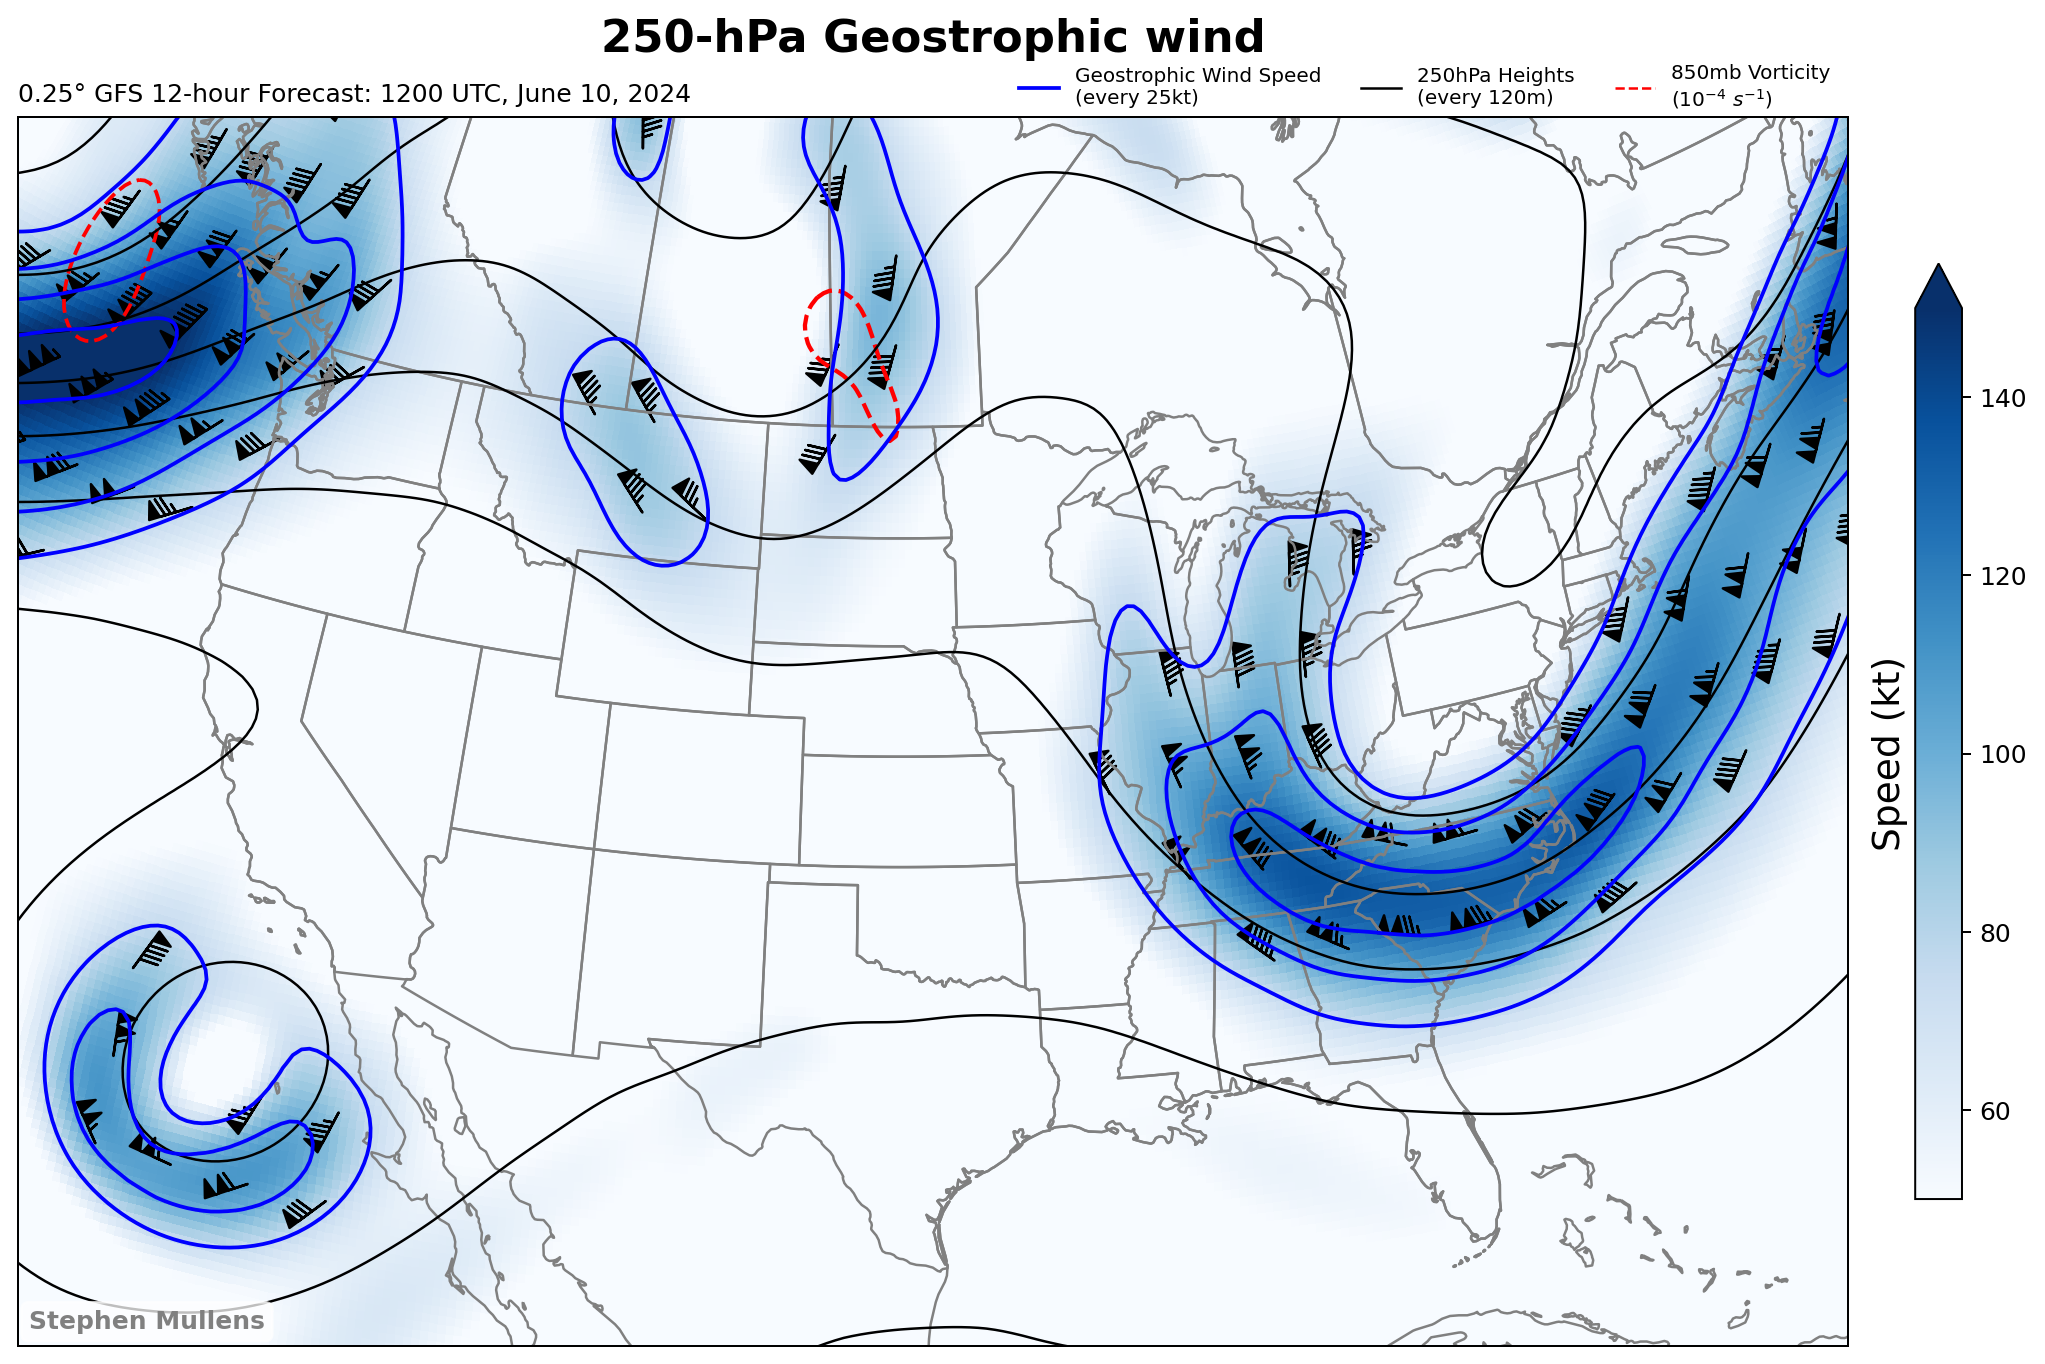 250-hPa Geostrophic wind
0.25° GFS 12-hour Forecast: 1200 UTC, June 10, 2024
Geostrophic Wind Speed
(every 25kt)
250hPa Heights
(every 120m)
850mb Vorticity
(10⁻⁴ s⁻¹)
140
120
100
80
60
Speed (kt)
Stephen Mullens